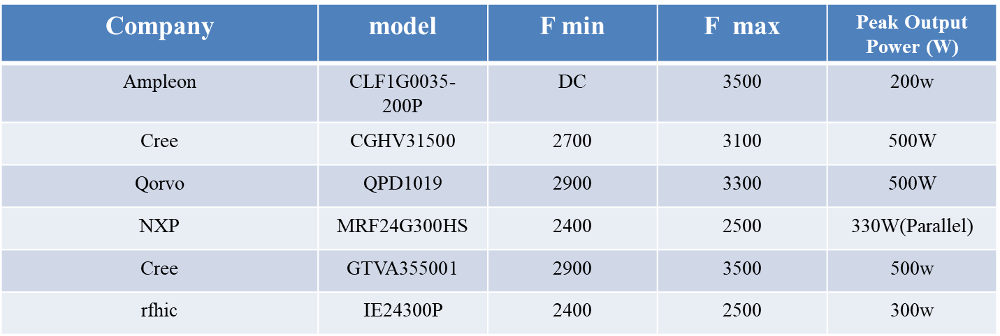 Company model F min F max Peak Output
Power (W)
Ampleon CLF1G0035-
200P DC 3500 200w
Cree CGHV31500 2700 3100 500W
Qorvo QPD1019 2900 3300 500W
NXP MRF24G300HS 2400 2500 330W(Parallel)
Cree GTVA355001 2900 3500 500w
rfhic IE24300P 2400 2500 300w